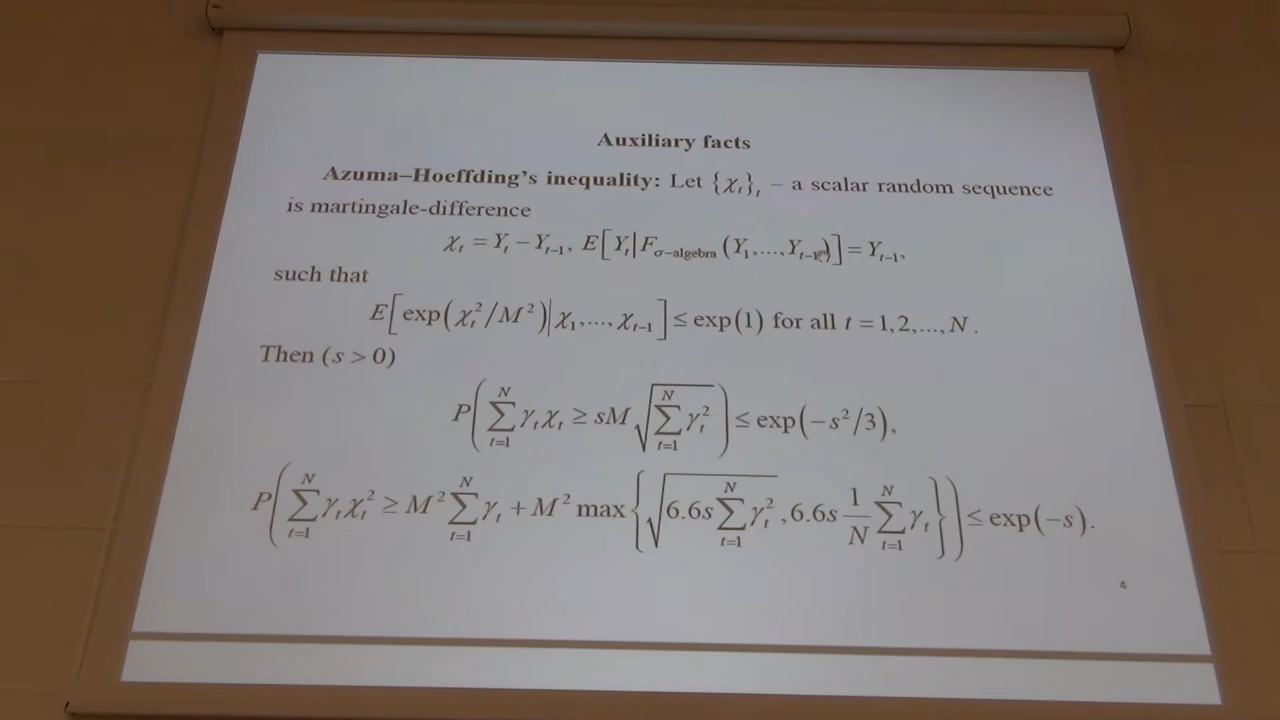 Auxiliary facts
Azuma–Hoeffding's inequality: Let {χ_t}_t – a scalar random sequence
is martingale-difference
χ_t = Y_t − Y_{t−1}, E[Y_t | F_{σ−algebra}(Y_1,...,Y_{t−1})] = Y_{t−1},
such that
E[exp(χ_t^2/M^2)|χ_1,...,χ_{t−1}] ≤ exp(1) for all t = 1,2,...,N.
Then (s > 0)
P(∑_{t=1}^{N} γ_t χ_t ≥ sM √(∑_{t=1}^{N} γ_t^2)) ≤ exp(−s^2/3),
P(∑_{t=1}^{N} γ_t χ_t^2 ≥ M^2 ∑_{t=1}^{N} γ_t + M^2 max{√(6.6s ∑_{t=1}^{N} γ_t^2), 6.6s 1/N ∑_{t=1}^{N} γ_t}) ≤ exp(−s).
4